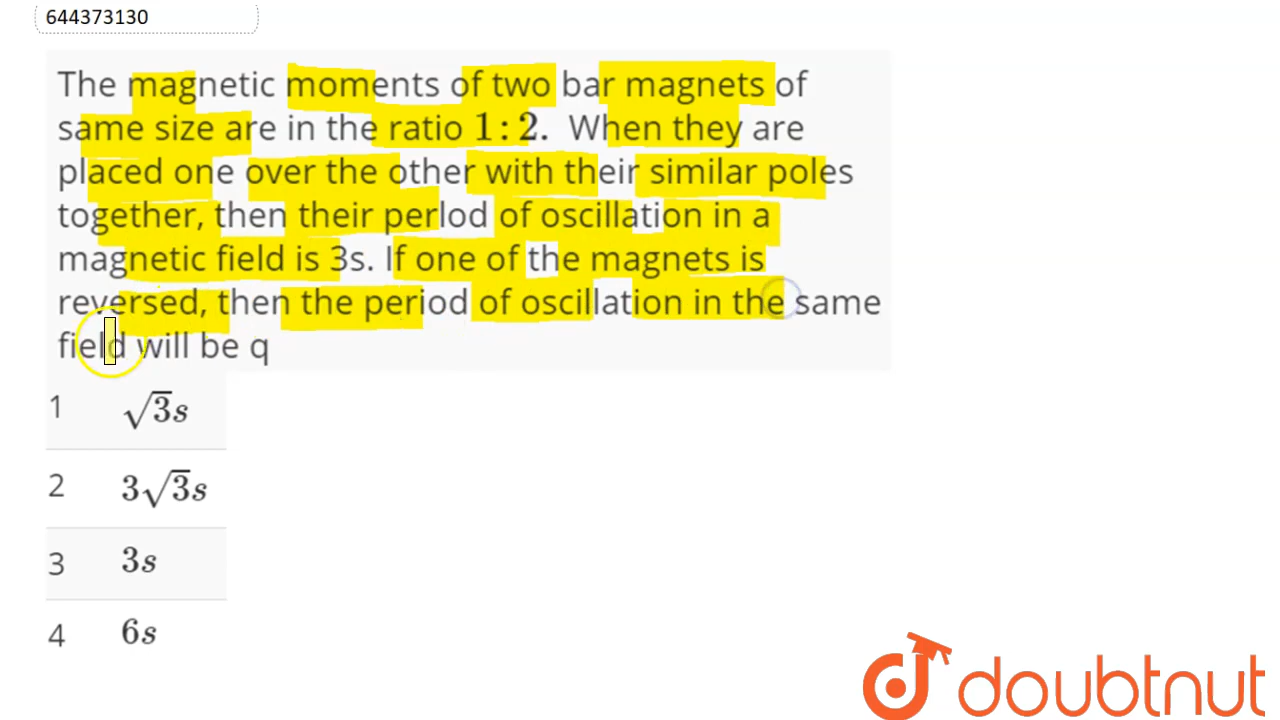 644373130
The magnetic moments of two bar magnets of
same size are in the ratio 1 : 2. When they are
placed one over the other with their similar poles
together, then their perlod of oscillation in a
magnetic field is 3s. If one of the magnets is
reversed, then the period of oscillation in the same
field will be q
1 √3s
2 3√3s
3 3s
4 6s
doubtnut